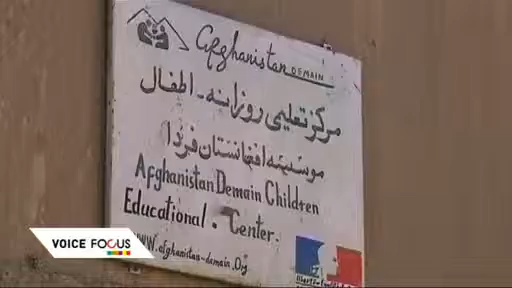 Afghanistan
DEMAIN
مرکز تعلیمی روزانه - اطفال
موسسه افغانستان فردا
Afghanistan Demain Children
Educational . Center.
WWW.afghanistan-demain.Org
VOICE FOCUS